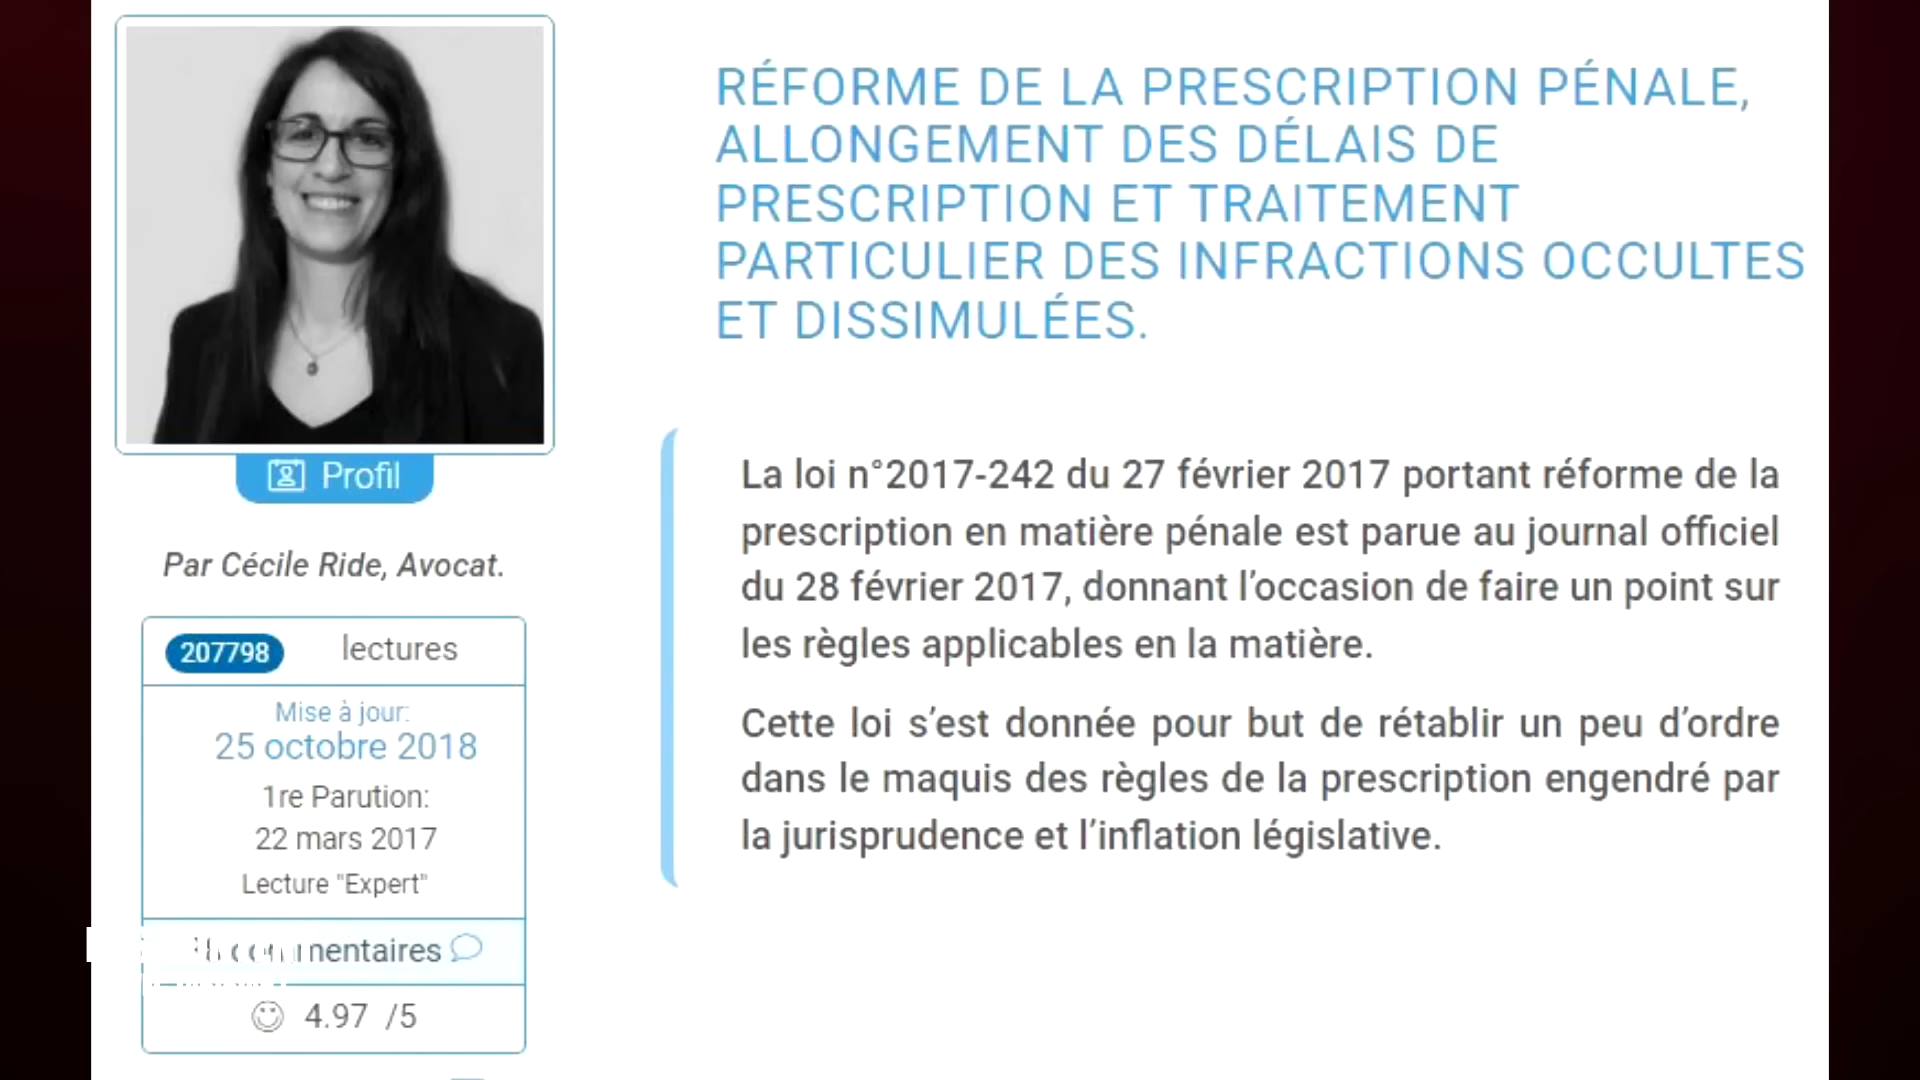 RÉFORME DE LA PRESCRIPTION PÉNALE,
ALLONGEMENT DES DÉLAIS DE
PRESCRIPTION ET TRAITEMENT
PARTICULIER DES INFRACTIONS OCCULTES
ET DISSIMULÉES.
Profil
Par Cécile Ride, Avocat.
207798 lectures
Mise à jour:
25 octobre 2018
1re Parution:
22 mars 2017
Lecture "Expert"
commentaires
4.97 /5
La loi n°2017-242 du 27 février 2017 portant réforme de la
prescription en matière pénale est parue au journal officiel
du 28 février 2017, donnant l’occasion de faire un point sur
les règles applicables en la matière.
Cette loi s’est donnée pour but de rétablir un peu d’ordre
dans le maquis des règles de la prescription engendré par
la jurisprudence et l’inflation législative.